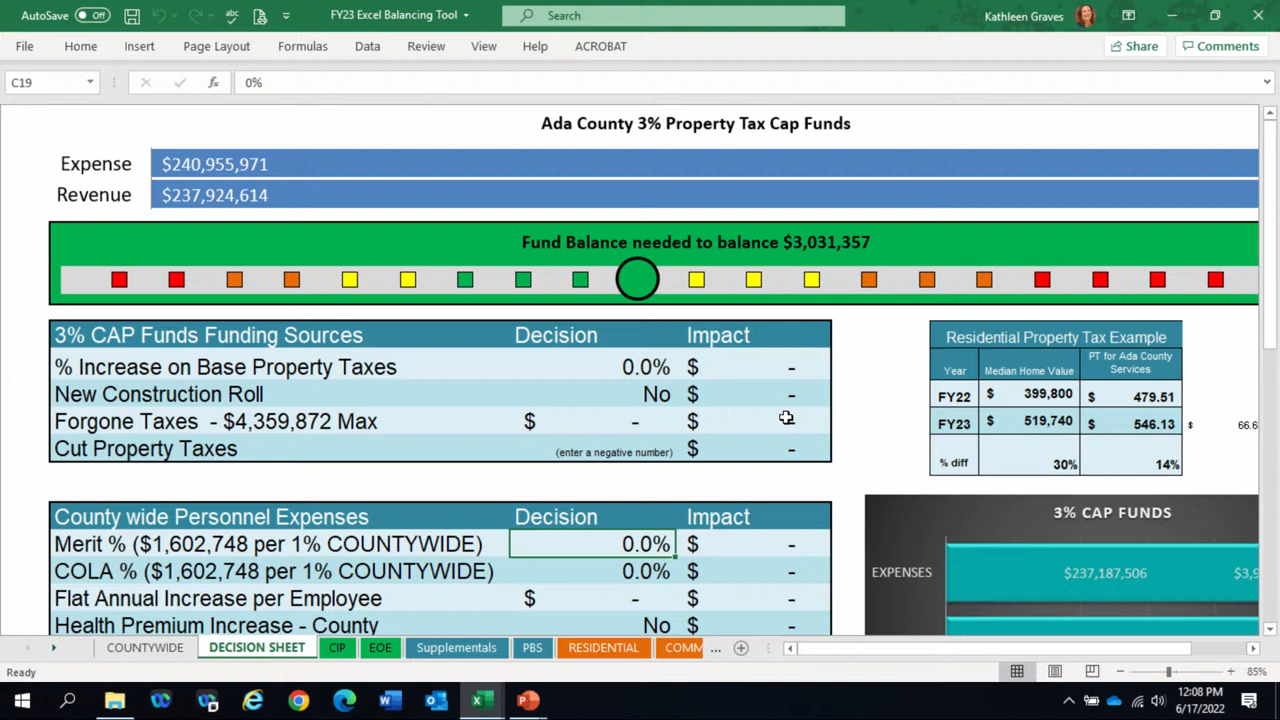 AutoSave Off FY23 Excel Balancing Tool Search Kathleen Graves
File Home Insert Page Layout Formulas Data Review View Help ACROBAT Share Comments
C19 fx 0%
Ada County 3% Property Tax Cap Funds
Expense $240,955,971
Revenue $237,924,614
Fund Balance needed to balance $3,031,357
3% CAP Funds Funding Sources Decision Impact
% Increase on Base Property Taxes 0.0% $ -
New Construction Roll No $ -
Forgone Taxes - $4,359,872 Max $ - $ -
Cut Property Taxes (enter a negative number) $ -
Residential Property Tax Example
Year Median Home Value PT for Ada County Services
FY22 $ 399,800 $ 479.51
FY23 $ 519,740 $ 546.13 $ 66.6
% diff 30% 14%
County wide Personnel Expenses Decision Impact
Merit % ($1,602,748 per 1% COUNTYWIDE) 0.0% $ -
COLA % ($1,602,748 per 1% COUNTYWIDE) 0.0% $ -
Flat Annual Increase per Employee $ - $ -
Health Premium Increase - County No $ -
3% CAP FUNDS
EXPENSES $237,187,506 $3,9
COUNTYWIDE DECISION SHEET CIP EOE Supplementals PBS RESIDENTIAL COMM ...
Ready 85%
12:08 PM
6/17/2022